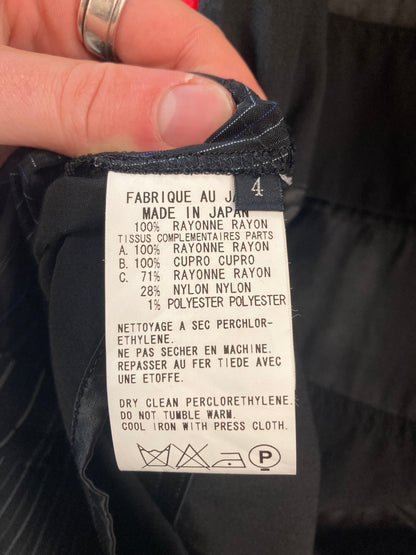 4
FABRIQUE AU JA
MADE IN JAPAN
100% RAYONNE RAYON
TISSUS COMPLEMENTAIRES PARTS
A. 100% RAYONNE RAYON
B. 100% CUPRO CUPRO
C. 71% RAYONNE RAYON
28% NYLON NYLON
1% POLYESTER POLYESTER
NETTOYAGE A SEC PERCHLOR-
ETHYLENE.
NE PAS SECHER EN MACHINE.
REPASSER AU FER TIEDE AVEC
UNE ETOFFE.
DRY CLEAN PERCLORETHYLENE.
DO NOT TUMBLE WARM.
COOL IRON WITH PRESS CLOTH.
P